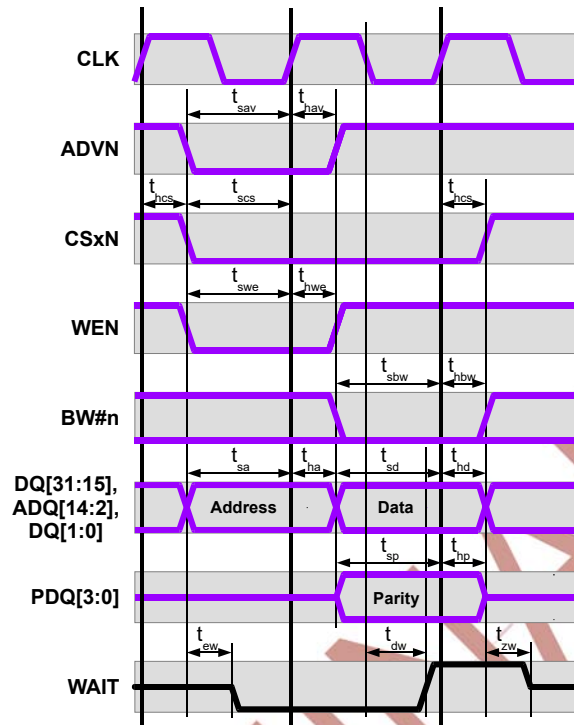 CLK
t sav t hav
ADVN
t hcs t scs t hcs
CSxN
t swe t hwe
WEN
t sbw t hbw
BW#n
t sa t ha t sd t hd
DQ[31:15],
ADQ[14:2],
DQ[1:0]
Address Data
t sp t hp
PDQ[3:0]
Parity
t ew t dw t zw
WAIT